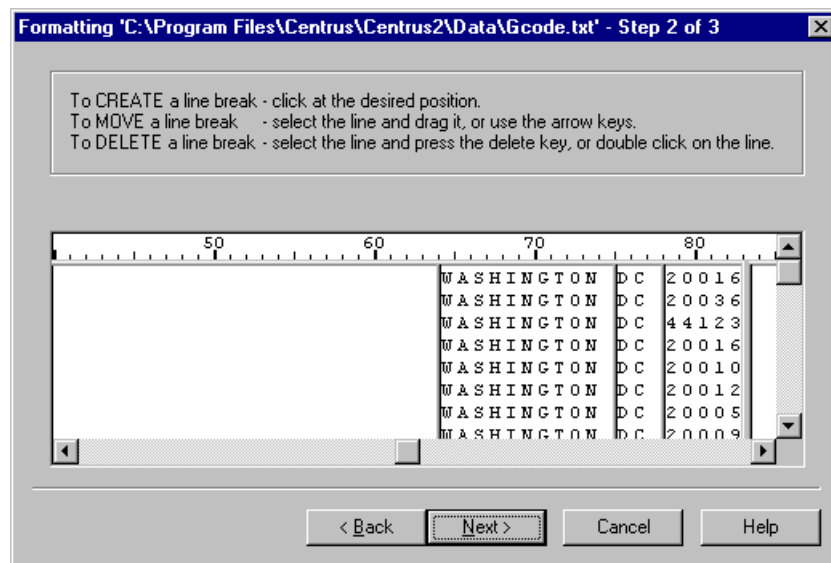 Formatting 'C:\Program Files\Centrus\Centrus2\Data\Gcode.txt' - Step 2 of 3
To CREATE a line break - click at the desired position.
To MOVE a line break - select the line and drag it, or use the arrow keys.
To DELETE a line break - select the line and press the delete key, or double click on the line.
50 60 70 80
WASHINGTON DC 20016
WASHINGTON DC 20036
WASHINGTON DC 44123
WASHINGTON DC 20016
WASHINGTON DC 20010
WASHINGTON DC 20012
WASHINGTON DC 20005
WASHINGTON DC 20009
< Back Next > Cancel Help